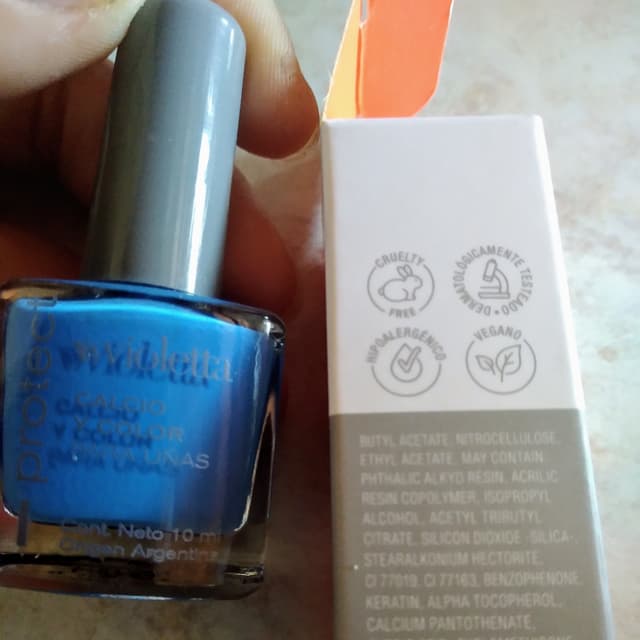 protec
violetta
CALCIO
Y COLOR
PARA UÑAS
Cont. Neto 10 ml
Origen Argentina
CRUELTY
FREE
DERMATOLÓGICAMENTE TESTEADO
HIPOALERGÉNICO
VEGANO
BUTYL ACETATE, NITROCELLULOSE,
ETHYL ACETATE, MAY CONTAIN
PHTHALIC ALKYD RESIN, ACRILIC
RESIN COPOLYMER, ISOPROPYL
ALCOHOL, ACETYL TRIBUTYL
CITRATE, SILICON DIOXIDE, SILICA-
STEARALKONIUM HECTORITE,
CI 77019, CI 77163, BENZOPHENONE,
KERATIN, ALPHA TOCOPHEROL,
CALCIUM PANTOTHENATE,